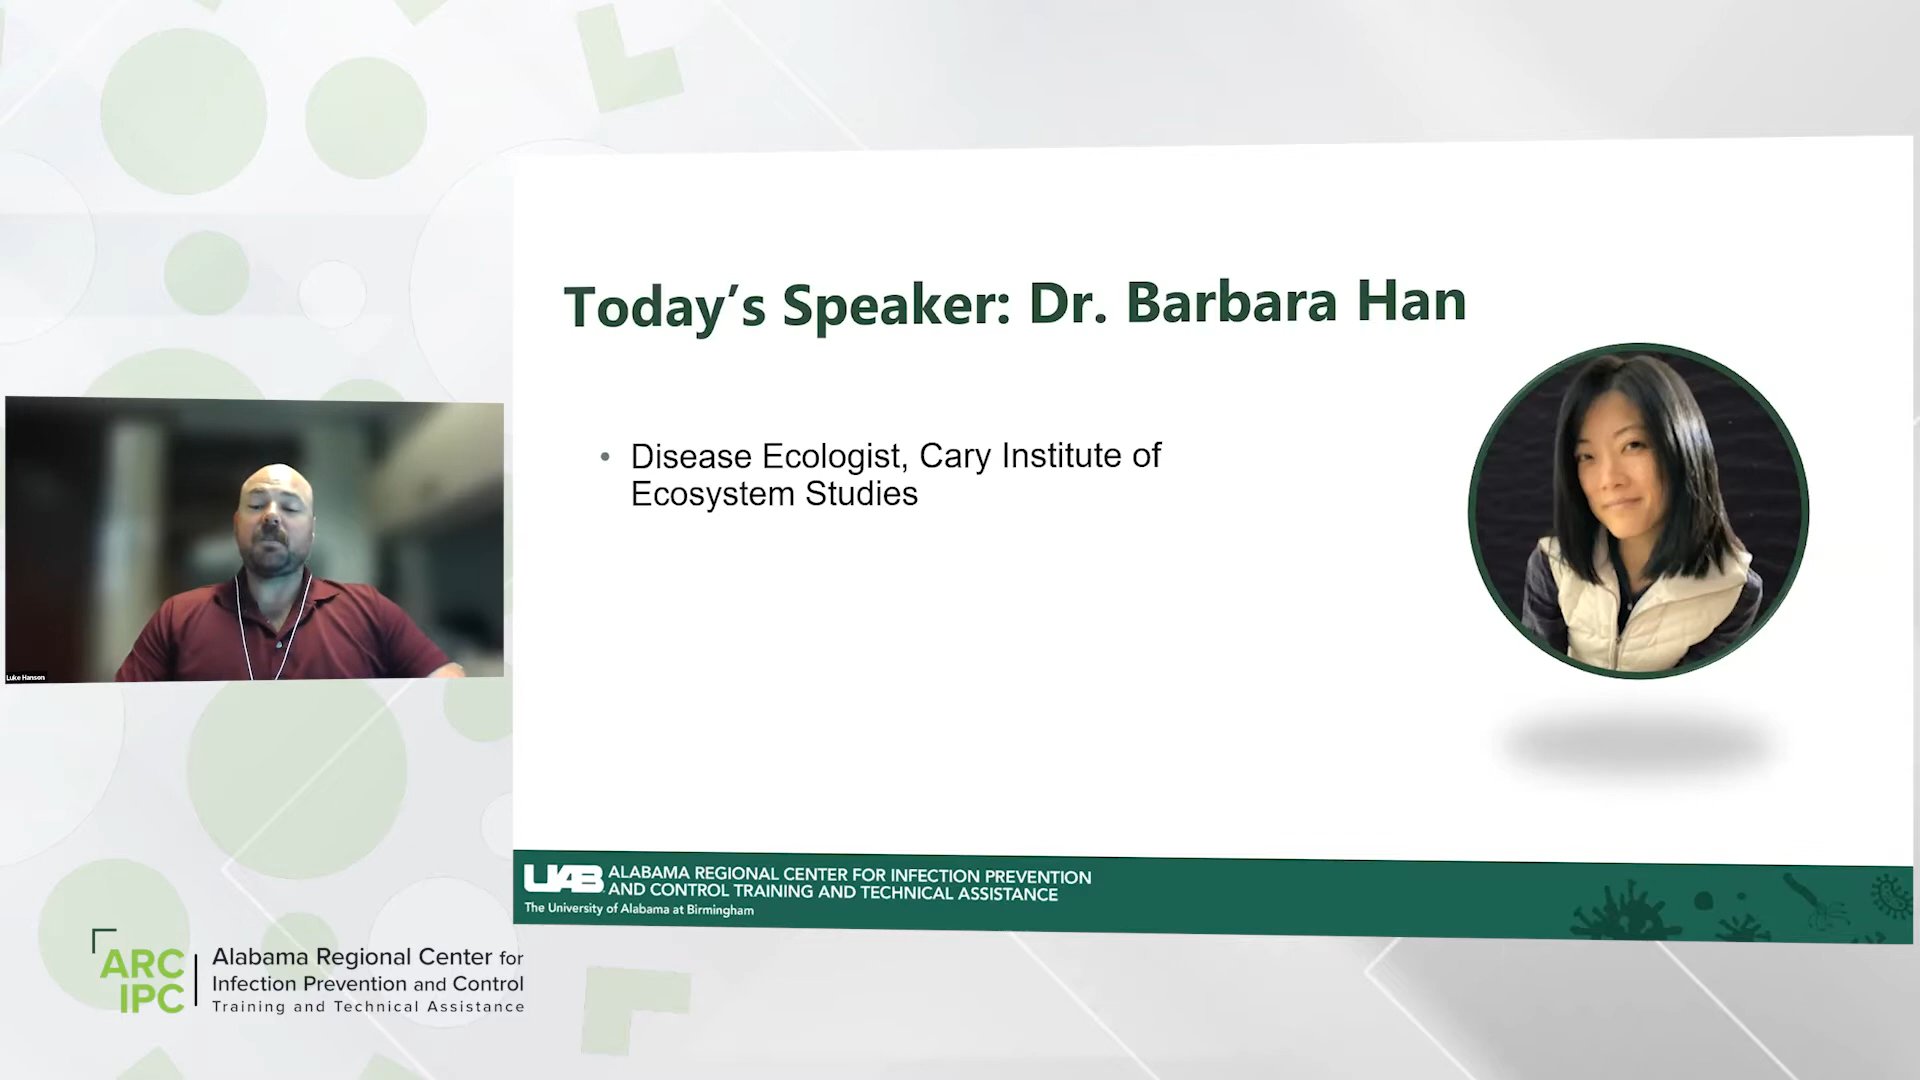 Today’s Speaker: Dr. Barbara Han
• Disease Ecologist, Cary Institute of
Ecosystem Studies
Luke Hansen
UAB ALABAMA REGIONAL CENTER FOR INFECTION PREVENTION
AND CONTROL TRAINING AND TECHNICAL ASSISTANCE
The University of Alabama at Birmingham
ARC
IPC
Alabama Regional Center for
Infection Prevention and Control
Training and Technical Assistance